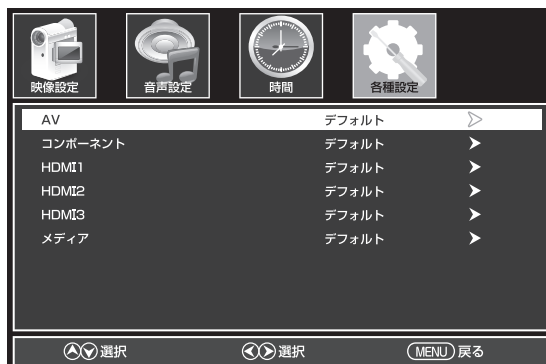 映像設定 音声設定 時間 各種設定
AV デフォルト
コンポーネント デフォルト
HDMI1 デフォルト
HDMI2 デフォルト
HDMI3 デフォルト
メディア デフォルト
選択 選択 MENU 戻る